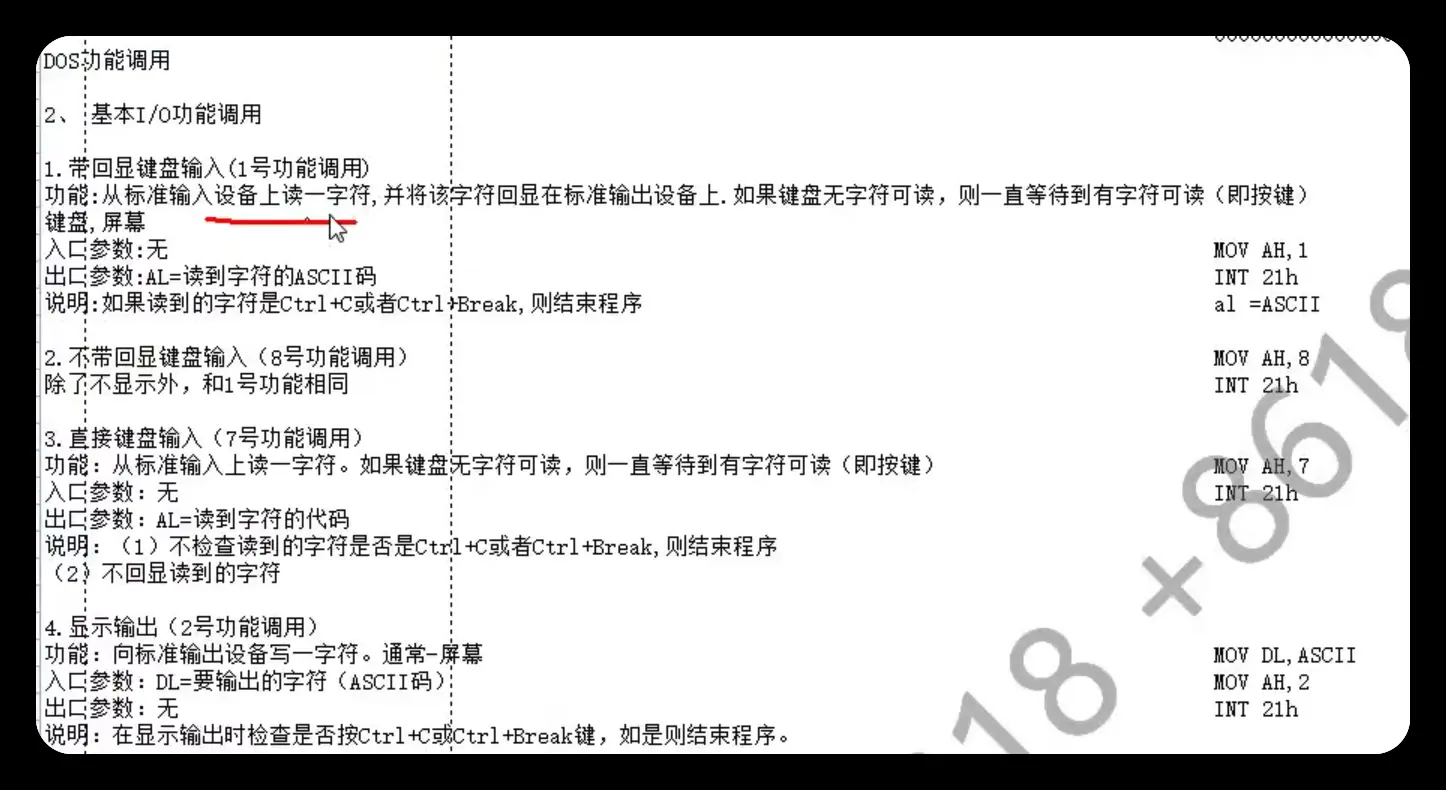 DOS功能调用
2、 基本I/O功能调用
1.带回显键盘输入(1号功能调用)
功能:从标准输入设备上读一字符,并将该字符回显在标准输出设备上.如果键盘无字符可读，则一直等待到有字符可读（即按键）
键盘,屏幕
入口参数:无 MOV AH,1
出口参数:AL=读到字符的ASCII码 INT 21h
说明:如果读到的字符是Ctrl+C或者Ctrl+Break,则结束程序 al =ASCII
2.不带回显键盘输入（8号功能调用） MOV AH,8
除了不显示外，和1号功能相同 INT 21h
3.直接键盘输入（7号功能调用）
功能：从标准输入上读一字符。如果键盘无字符可读，则一直等待到有字符可读（即按键） MOV AH,7
入口参数：无 INT 21h
出口参数：AL=读到字符的代码
说明：（1）不检查读到的字符是否是Ctrl+C或者Ctrl+Break,则结束程序
（2）不回显读到的字符
4.显示输出（2号功能调用）
功能：向标准输出设备写一字符。通常-屏幕 MOV DL,ASCII
入口参数：DL=要输出的字符（ASCII码） MOV AH,2
出口参数：无 INT 21h
说明：在显示输出时检查是否按Ctrl+C或Ctrl+Break键，如是则结束程序。